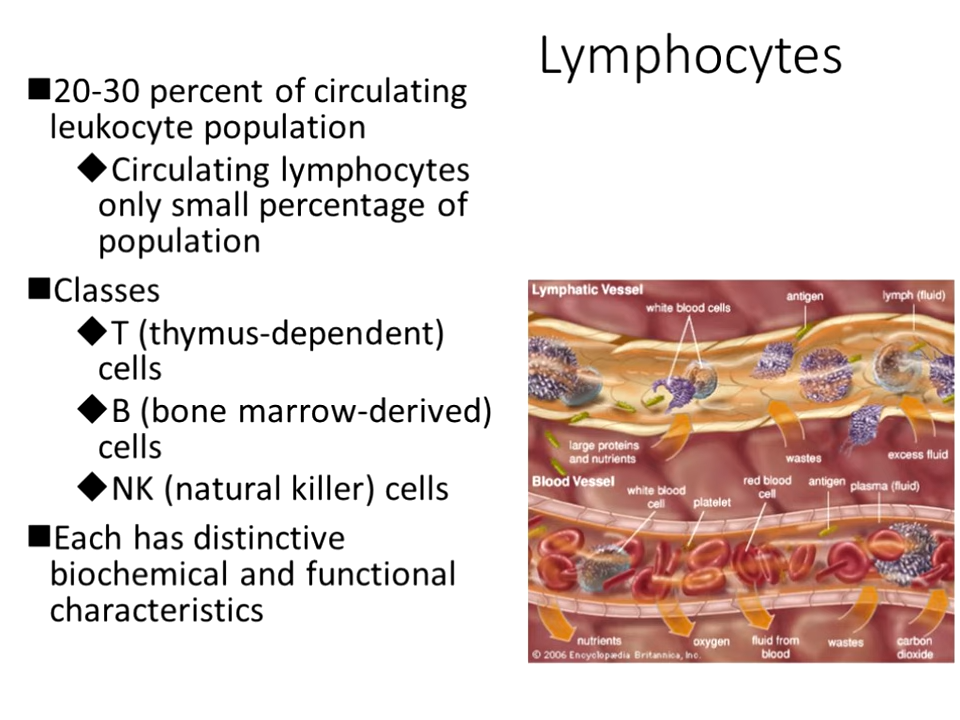 Lymphocytes
■20-30 percent of circulating
leukocyte population
◆Circulating lymphocytes
only small percentage of
population
■Classes
◆T (thymus-dependent)
cells
◆B (bone marrow-derived)
cells
◆NK (natural killer) cells
■Each has distinctive
biochemical and functional
characteristics
Lymphatic Vessel
white blood cells
antigen
lymph (fluid)
large proteins
and nutrients
wastes
excess fluid
Blood Vessel
white blood
cell
platelet
red blood
cell
antigen
plasma (fluid)
nutrients
oxygen
fluid from
blood
wastes
carbon
dioxide
© 2006 Encyclopædia Britannica, Inc.